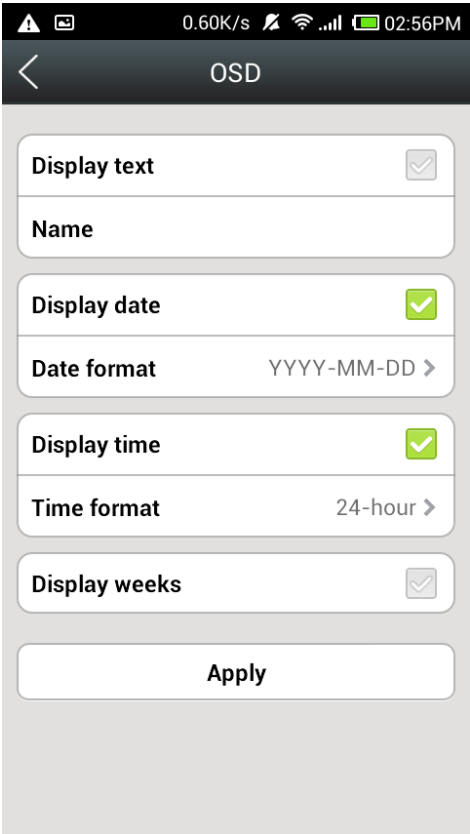 0.60K/s 02:56PM
OSD
Display text
Name
Display date
Date format YYYY-MM-DD
Display time
Time format 24-hour
Display weeks
Apply